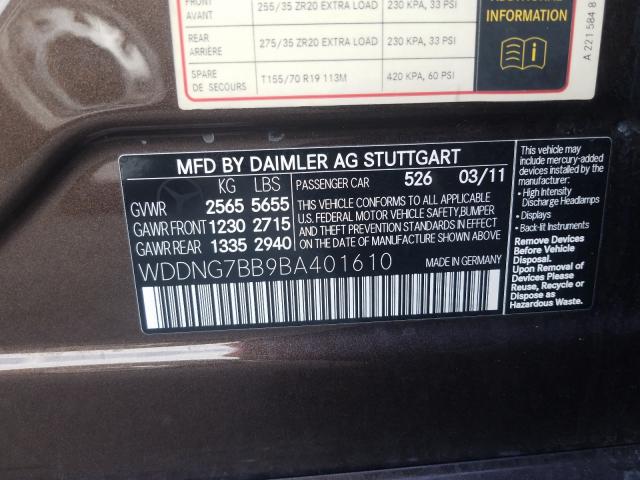 FRONT
AVANT
255/35 ZR20 EXTRA LOAD
230 KPA, 33 PSI
REAR
ARRIÈRE
275/35 ZR20 EXTRA LOAD
230 KPA, 33 PSI
SPARE
DE SECOURS
T155/70 R19 113M
420 KPA, 60 PSI
ADDITIONAL
INFORMATION
A 221 584 8
MFD BY DAIMLER AG STUTTGART
KG LBS
GVWR 2565 5655
GAWR FRONT 1230 2715
GAWR REAR 1335 2940
PASSENGER CAR 526 03/11
THIS VEHICLE CONFORMS TO ALL APPLICABLE
U.S. FEDERAL MOTOR VEHICLE SAFETY,BUMPER
AND THEFT PREVENTION STANDARDS IN EFFECT
ON THE DATE OF MANUFACTURE SHOWN ABOVE.
WDDNG7BB9BA401610
MADE IN GERMANY
This vehicle may
include mercury-added
devices installed by the
manufacturer:
• High Intensity
Discharge Headlamps
• Displays
• Back-lit Instruments
Remove Devices
Before Vehicle
Disposal.
Upon Removal
of Devices Please
Reuse, Recycle or
Dispose as
Hazardous Waste.